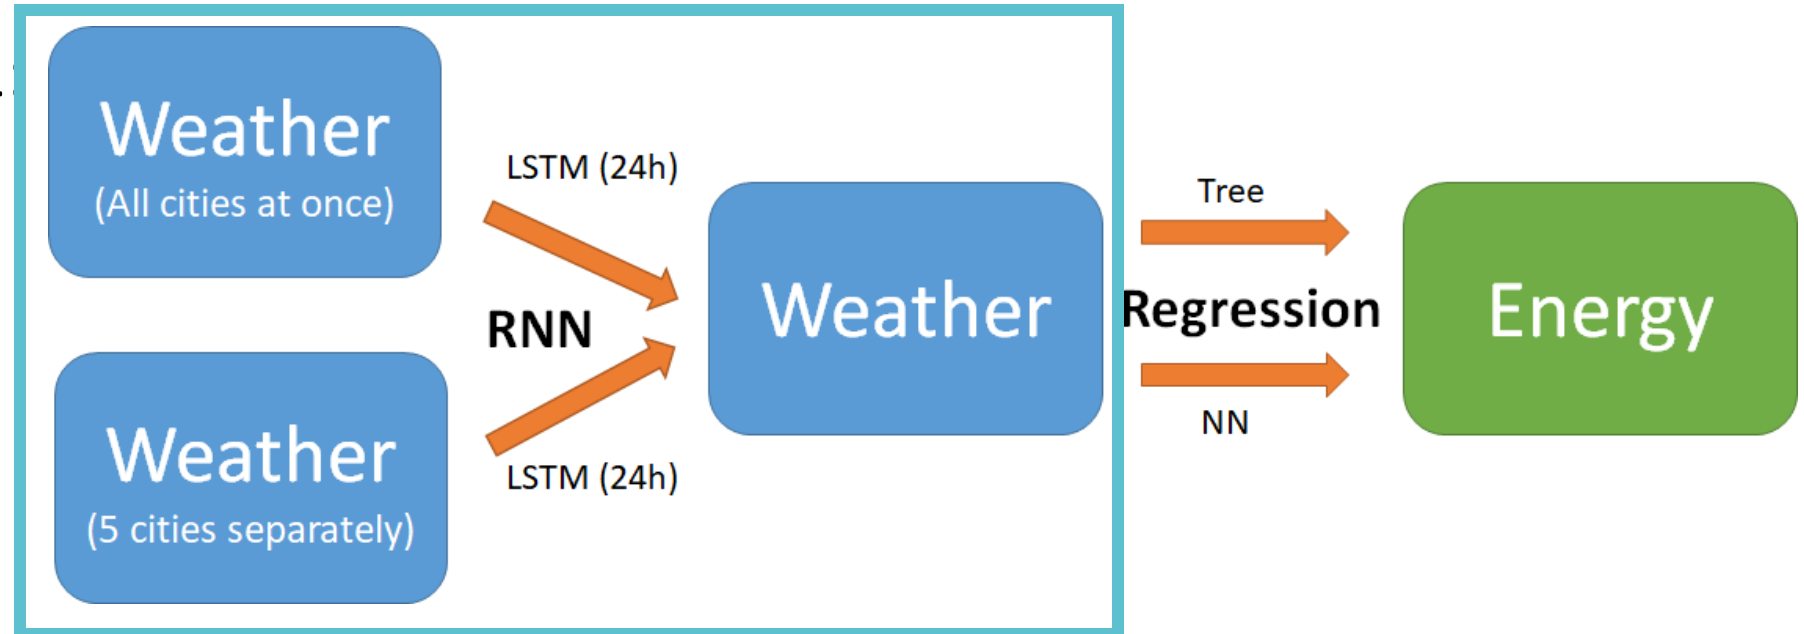 Weather
(All cities at once)
LSTM (24h)
RNN
Weather
(5 cities separately)
LSTM (24h)
Weather
Tree
Regression
NN
Energy